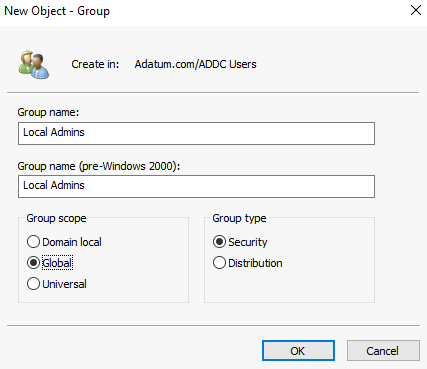 New Object - Group
Create in: Adatum.com/ADDC Users
Group name:
Local Admins
Group name (pre-Windows 2000):
Local Admins
Group scope
Domain local
Global
Universal
Group type
Security
Distribution
OK Cancel